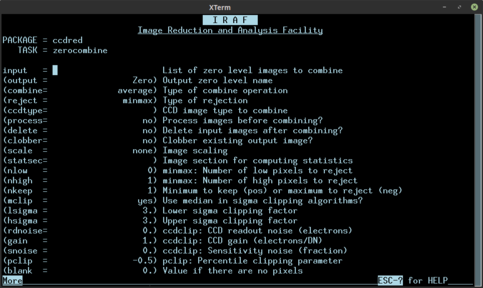 XTerm
I R A F
Image Reduction and Analysis Facility
PACKAGE = ccdred
TASK = zerocombine
input   =                        List of zero level images to combine
(output =                  Zero) Output zero level name
(combine=               average) Type of combine operation
(reject =                minmax) Type of rejection
(ccdtype=                      ) CCD image type to combine
(process=                    no) Process images before combining?
(delete =                    no) Delete input images after combining?
(clobber=                    no) Clobber existing output image?
(scale  =                  none) Image scaling
(statsec=                      ) Image section for computing statistics
(nlow   =                     0) minmax: Number of low pixels to reject
(nhigh  =                     1) minmax: Number of high pixels to reject
(nkeep  =                     1) Minimum to keep (pos) or maximum to reject (neg)
(mclip  =                   yes) Use median in sigma clipping algorithms?
(lsigma =                    3.) Lower sigma clipping factor
(hsigma =                    3.) Upper sigma clipping factor
(rdnoise=                    0.) ccdclip: CCD readout noise (electrons)
(gain   =                    1.) ccdclip: CCD gain (electrons/DN)
(snoise =                    0.) ccdclip: Sensitivity noise (fraction)
(pclip  =                  -0.5) pclip: Percentile clipping parameter
(blank  =                    0.) Value if there are no pixels
More                                                    ESC-? for HELP